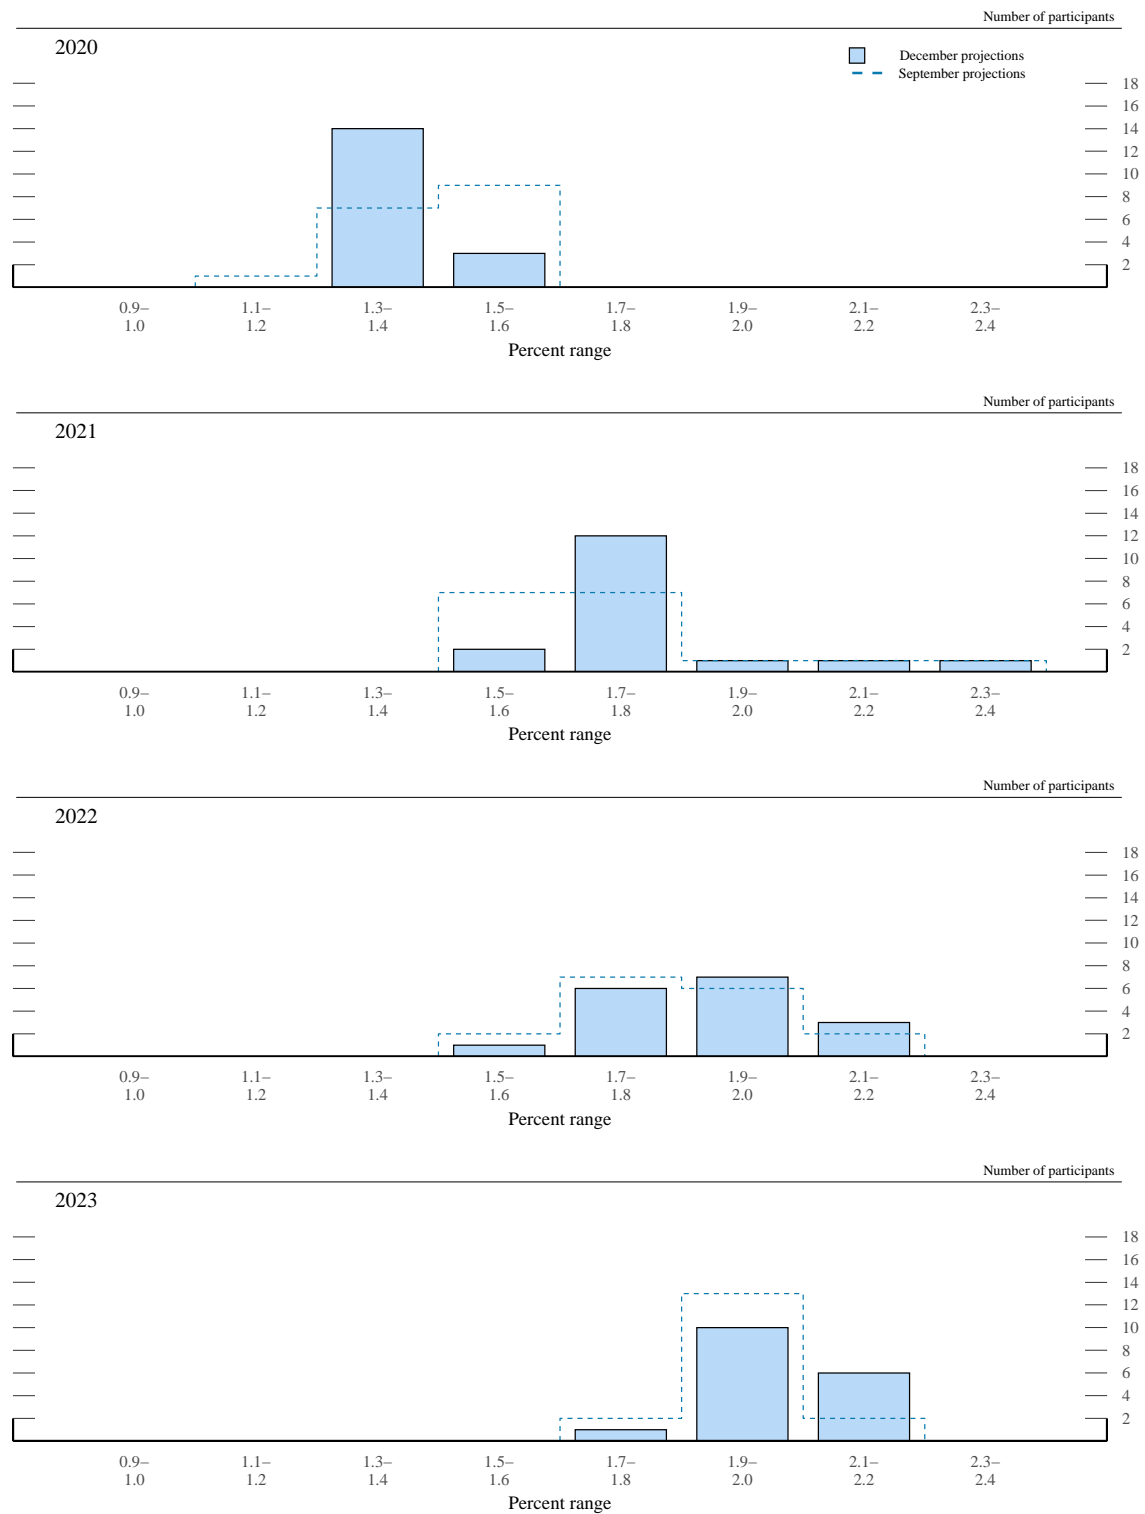 Number of participants
2020
December projections
September projections
18
16
14
12
10
8
6
4
2
0.9– 1.1– 1.3– 1.5– 1.7– 1.9– 2.1– 2.3–
1.0 1.2 1.4 1.6 1.8 2.0 2.2 2.4
Percent range
Number of participants
2021
18
16
14
12
10
8
6
4
2
0.9– 1.1– 1.3– 1.5– 1.7– 1.9– 2.1– 2.3–
1.0 1.2 1.4 1.6 1.8 2.0 2.2 2.4
Percent range
Number of participants
2022
18
16
14
12
10
8
6
4
2
0.9– 1.1– 1.3– 1.5– 1.7– 1.9– 2.1– 2.3–
1.0 1.2 1.4 1.6 1.8 2.0 2.2 2.4
Percent range
Number of participants
2023
18
16
14
12
10
8
6
4
2
0.9– 1.1– 1.3– 1.5– 1.7– 1.9– 2.1– 2.3–
1.0 1.2 1.4 1.6 1.8 2.0 2.2 2.4
Percent range